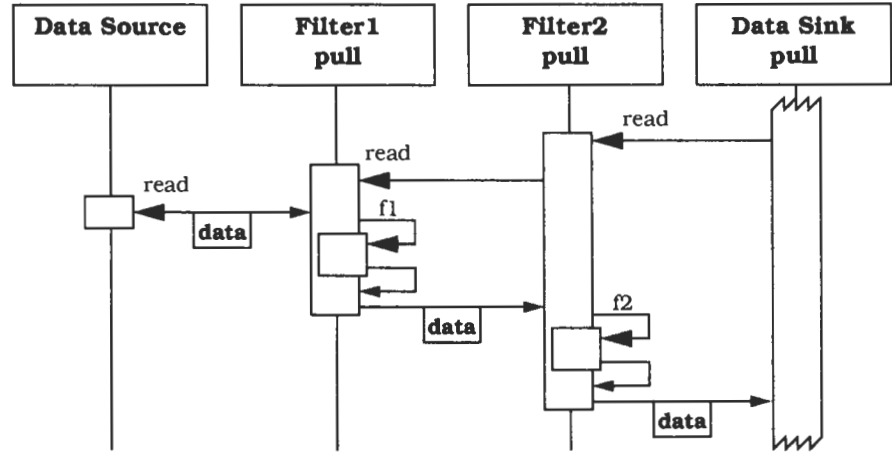 Data Source
Filter1
pull
Filter2
pull
Data Sink
pull
read
read
read
f1
data
data
f2
data